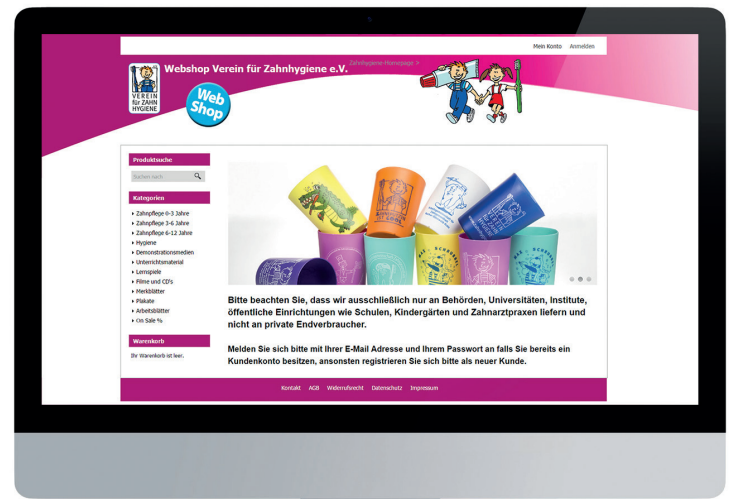 Mein Konto Anmelden
Webshop Verein für Zahnhygiene e.V.
Zahnhygiene-Homepage »
VEREIN
für ZAHN
HYGIENE
Web
Shop
Produktsuche
Suchen nach
Kategorien
Zahnpflege 0-3 Jahre
Zahnpflege 3-6 Jahre
Zahnpflege 6-12 Jahre
Hygiene
Demonstrationsmedien
Unterrichtsmaterial
Lernspiele
Filme und CD's
Merkblätter
Plakate
Arbeitsblätter
On Sale %
Warenkorb
Ihr Warenkorb ist leer.
Bitte beachten Sie, dass wir ausschließlich nur an Behörden, Universitäten, Institute,
öffentliche Einrichtungen wie Schulen, Kindergärten und Zahnarztpraxen liefern und
nicht an private Endverbraucher.
Melden Sie sich bitte mit Ihrer E-Mail Adresse und Ihrem Passwort an falls Sie bereits ein
Kundenkonto besitzen, ansonsten registrieren Sie sich bitte als neuer Kunde.
Kontakt AGB Widerrufsrecht Datenschutz Impressum